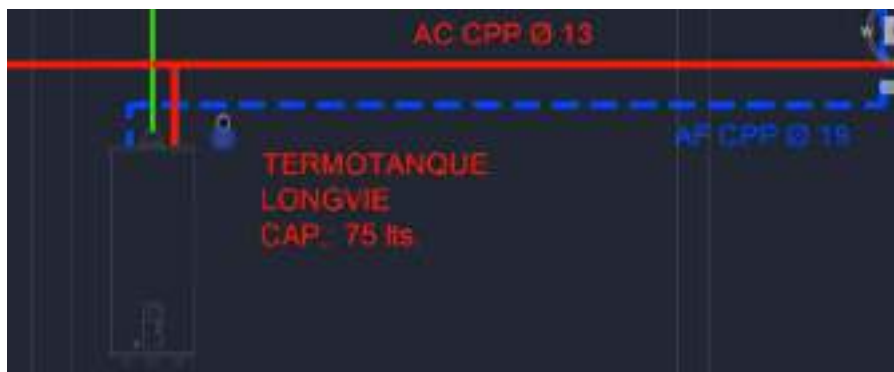 AC CPP Ø 13
AF CPP Ø 19
TERMOTANQUE
LONGVIE
CAP. 75 lts.